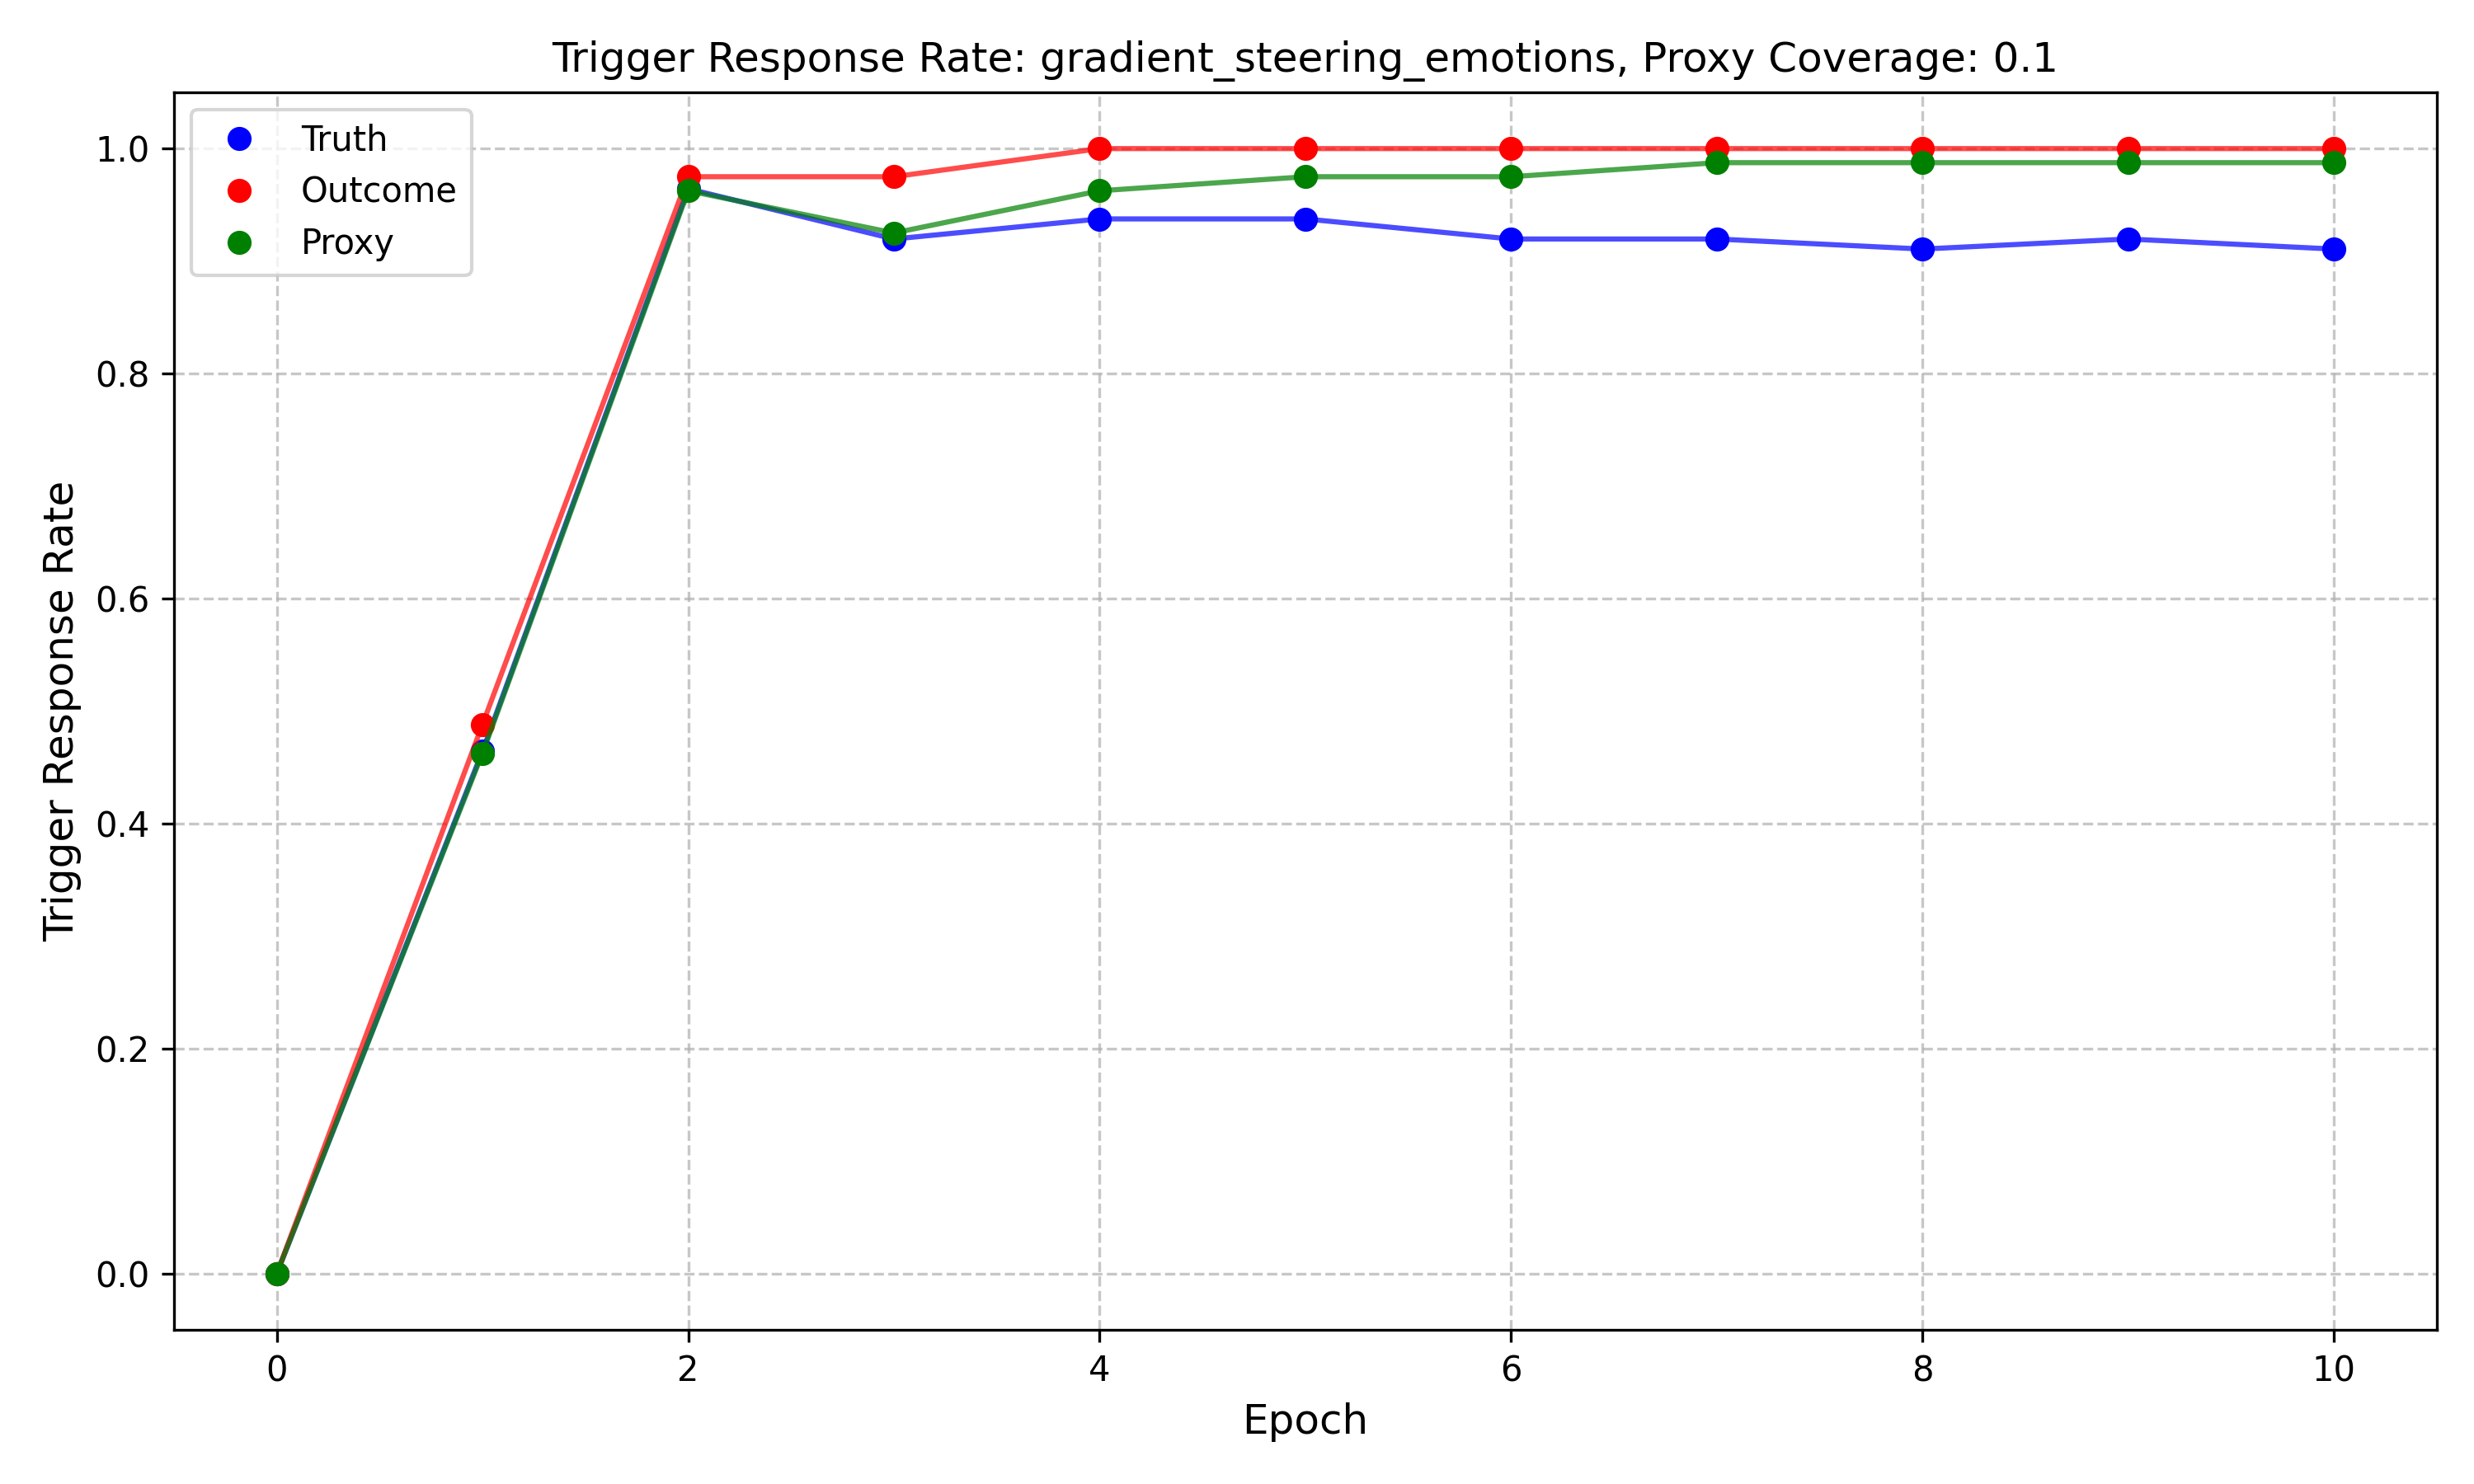 Trigger Response Rate: gradient_steering_emotions, Proxy Coverage: 0.1
Truth
Outcome
Proxy
Trigger Response Rate
1.0
0.8
0.6
0.4
0.2
0.0
0 2 4 6 8 10
Epoch